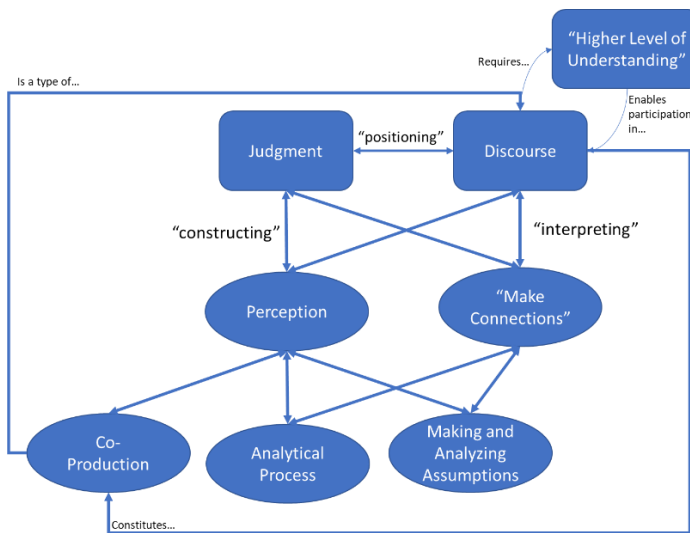 “Higher Level of
Understanding”
Requires...
Is a type of...
Enables
participation
in...
Judgment
“positioning”
Discourse
“constructing”
“interpreting”
Perception
“Make
Connections”
Co-
Production
Analytical
Process
Making and
Analyzing
Assumptions
Constitutes...